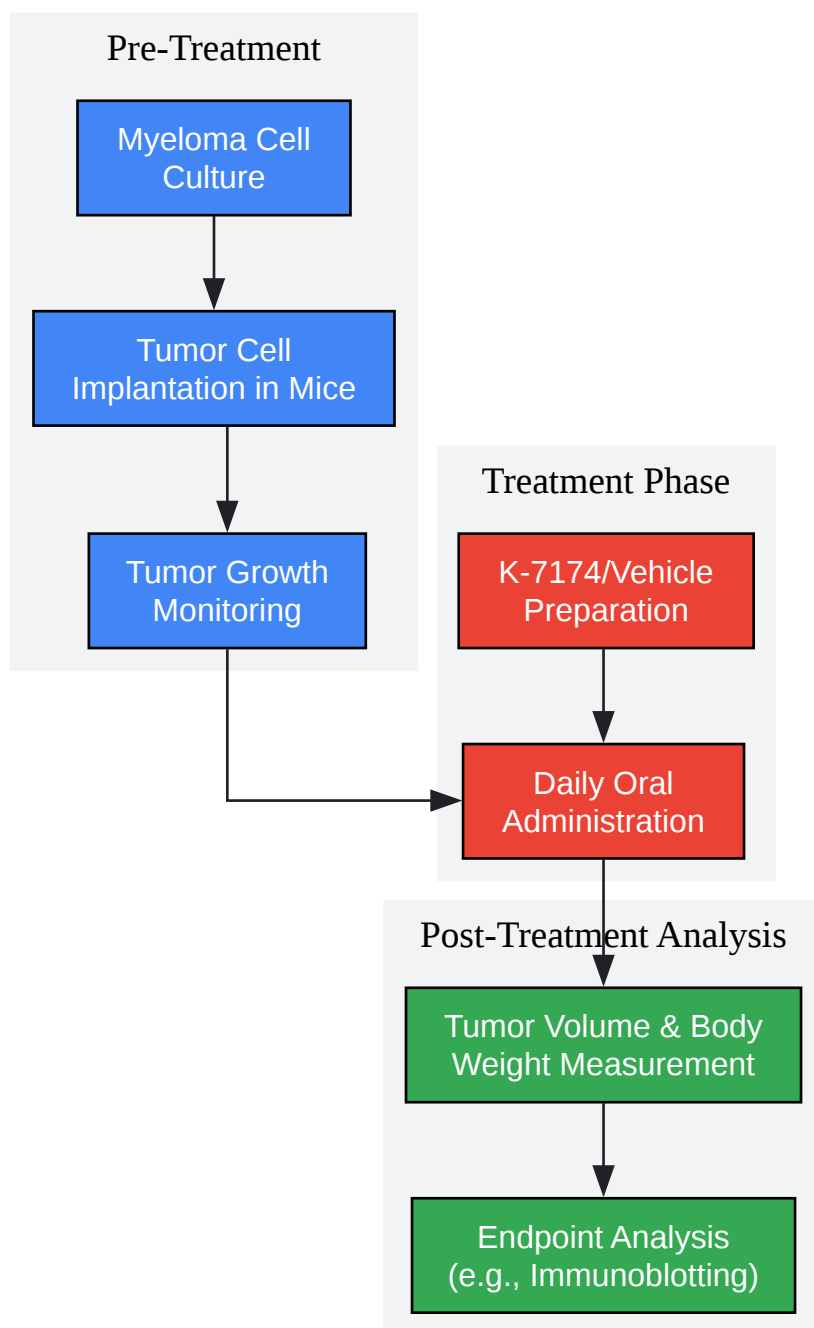 Pre-Treatment
Myeloma Cell
Culture
Tumor Cell
Implantation in Mice
Tumor Growth
Monitoring
Treatment Phase
K-7174/Vehicle
Preparation
Daily Oral
Administration
Post-Treatment Analysis
Tumor Volume & Body
Weight Measurement
Endpoint Analysis
(e.g., Immunoblotting)